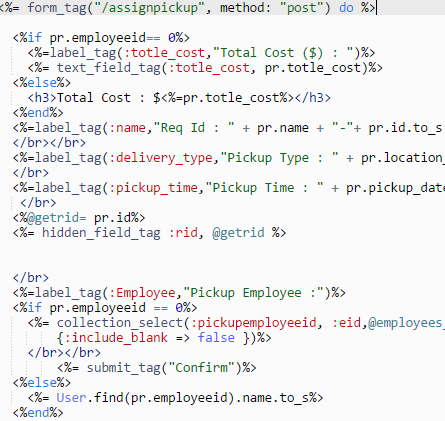 <%= form_tag("/assignpickup", method: "post") do %>
<%if pr.employeeid== 0%>
<%=label_tag(:totle_cost,"Total Cost ($) : ")%>
<%= text_field_tag(:totle_cost, pr.totle_cost)%>
<%else%>
<h3>Total Cost : $<%=pr.totle_cost%></h3>
<%end%>
<%=label_tag(:name,"Req Id : " + pr.name + "-"+ pr.id.to_s
</br></br>
<%=label_tag(:delivery_type,"Pickup Type : " + pr.location_
</br>
<%=label_tag(:pickup_time,"Pickup Time : " + pr.pickup_date
</br>
<%@getrid= pr.id%>
<%= hidden_field_tag :rid, @getrid %>
</br>
<%=label_tag(:Employee,"Pickup Employee :")%>
<%if pr.employeeid == 0%>
<%= collection_select(:pickupemployeeid, :eid,@employees_
{:include_blank => false })%>
</br></br>
<%= submit_tag("Confirm")%>
<%else%>
<%= User.find(pr.employeeid).name.to_s%>
<%end%>